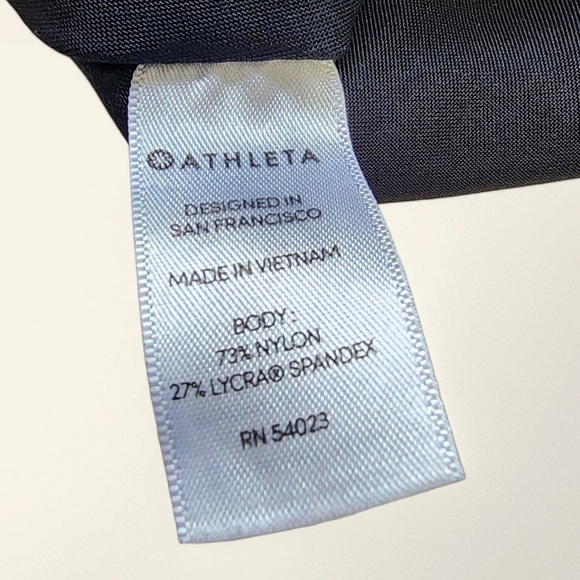 ATHLETA
DESIGNED IN
SAN FRANCISCO
MADE IN VIETNAM
BODY:
73% NYLON
27% LYCRA® SPANDEX
RN 54023